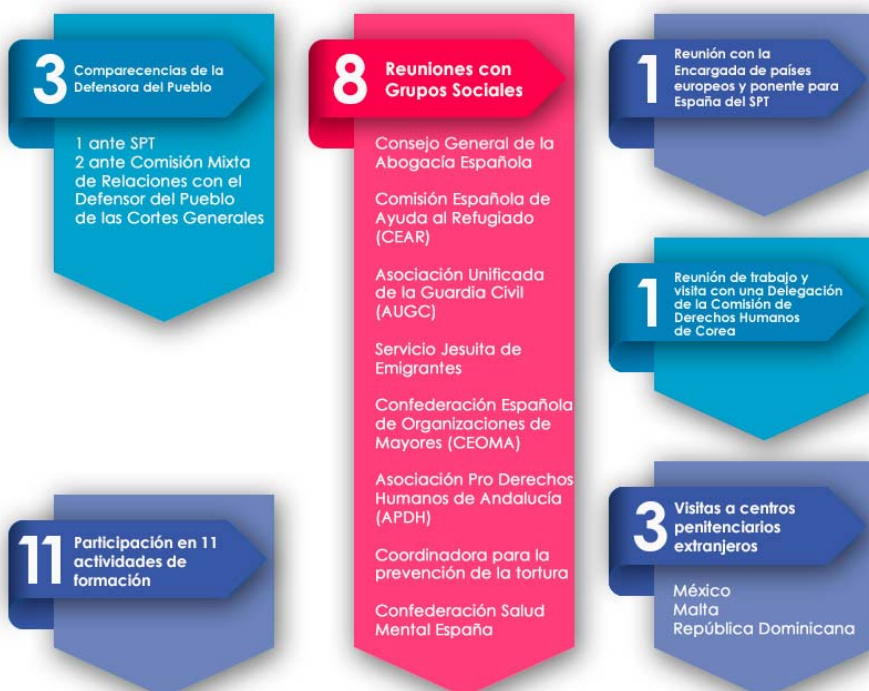 3
Comparecencias de la
Defensora del Pueblo
1 ante SPT
2 ante Comisión Mixta
de Relaciones con el
Defensor del Pueblo
de las Cortes Generales
11
Participación en 11
actividades de
formación
8
Reuniones con
Grupos Sociales
Consejo General de la
Abogacía Española
Comisión Española de
Ayuda al Refugiado
(CEAR)
Asociación Unificada
de la Guardia Civil
(AUGC)
Servicio Jesuita de
Emigrantes
Confederación Española
de Organizaciones de
Mayores (CEOMA)
Asociación Pro Derechos
Humanos de Andalucía
(APDH)
Coordinadora para la
prevención de la tortura
Confederación Salud
Mental España
1
Reunión con la
Encargada de países
europeos y ponente para
España del SPT
1
Reunión de trabajo y
visita con una Delegación
de la Comisión de
Derechos Humanos
de Corea
3
Visitas a centros
penitenciarios
extranjeros
México
Malta
República Dominicana